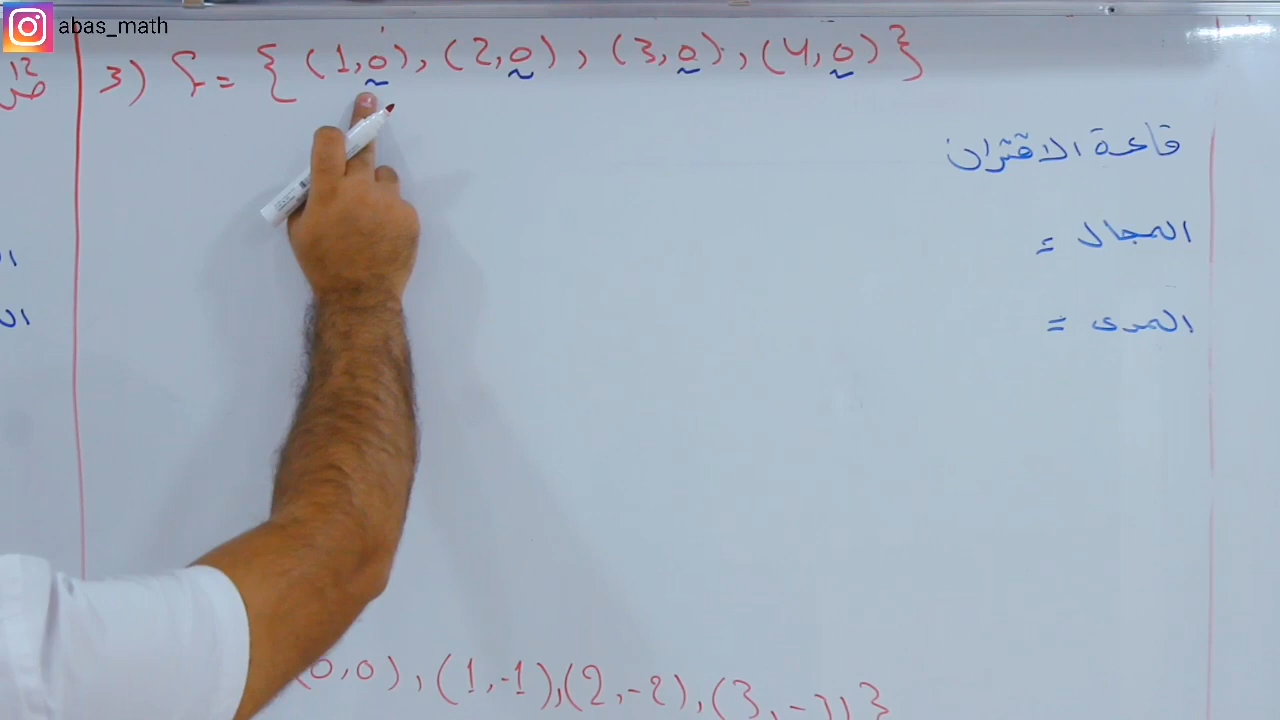 abas_math
3) f = { (1,0), (2,0), (3,0), (4,0) }
قاعدة الاقتران
المجال =
المدى =
(0,0), (1,-1), (2,-2), (3,-3) }